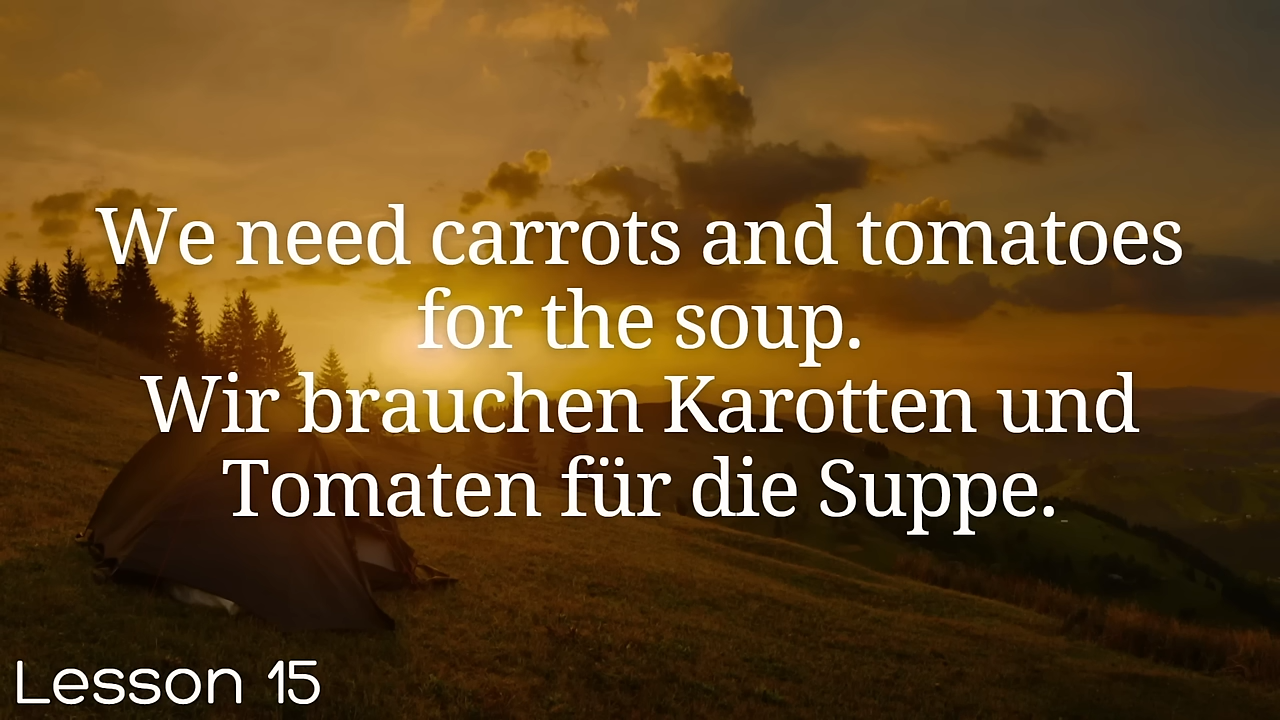 We need carrots and tomatoes
for the soup.
Wir brauchen Karotten und
Tomaten für die Suppe.
Lesson 15